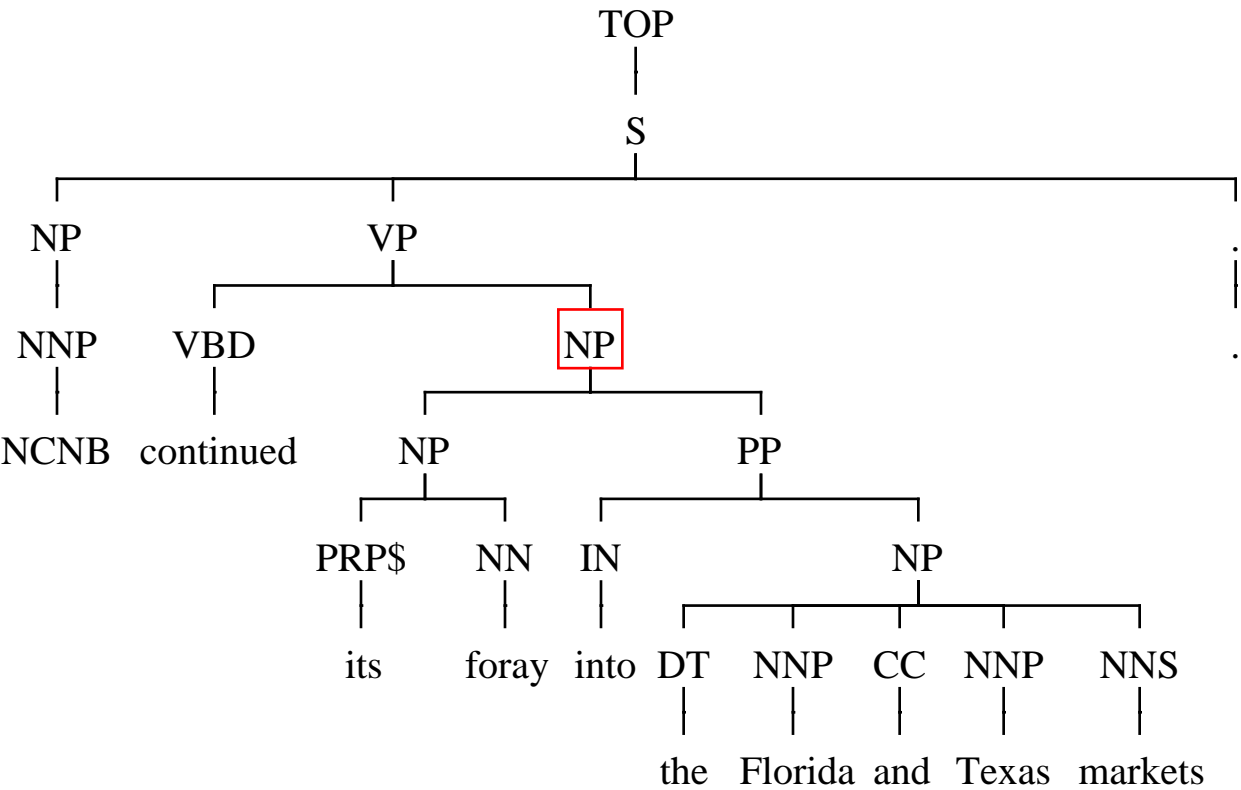 TOP
S
NP VP .
NNP VBD NP .
NCNB continued NP PP
PRP$ NN IN NP
its foray into DT NNP CC NNP NNS
the Florida and Texas markets